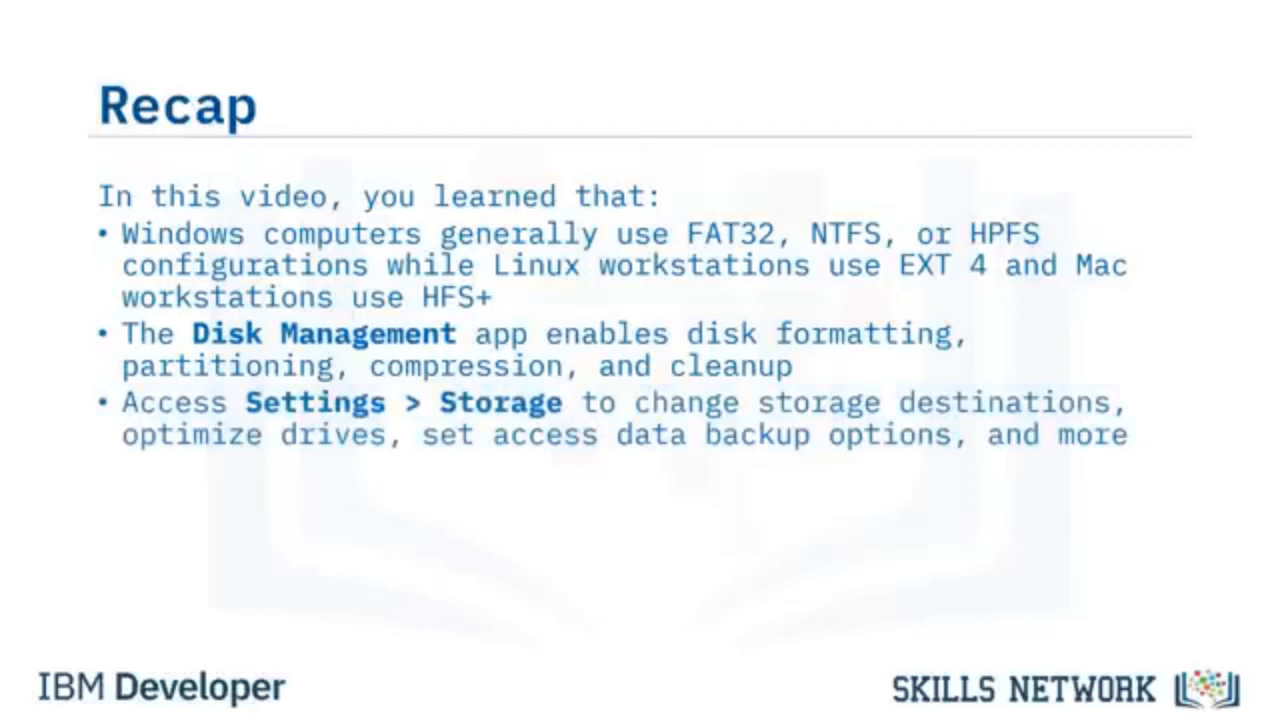 Recap
In this video, you learned that:
• Windows computers generally use FAT32, NTFS, or HPFS
configurations while Linux workstations use EXT 4 and Mac
workstations use HFS+
• The Disk Management app enables disk formatting,
partitioning, compression, and cleanup
• Access Settings > Storage to change storage destinations,
optimize drives, set access data backup options, and more
IBM Developer
SKILLS NETWORK